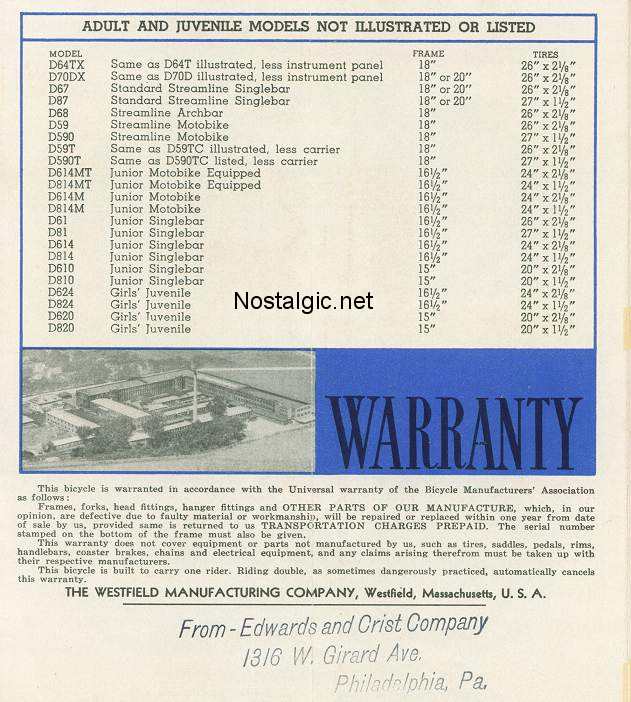 ADULT AND JUVENILE MODELS NOT ILLUSTRATED OR LISTED
MODEL FRAME TIRES
D64TX Same as D64T illustrated, less instrument panel 18" 26" x 2⅛"
D70DX Same as D70D illustrated, less instrument panel 18" or 20" 26" x 2⅛"
D67 Standard Streamline Singlebar 18" or 20" 26" x 2⅛"
D87 Standard Streamline Singlebar 18" or 20" 27" x 1½"
D68 Streamline Archbar 18" 26" x 2⅛"
D59 Streamline Motobike 18" 26" x 2⅛"
D590 Streamline Motobike 18" 27" x 1½"
D59T Same as D59TC illustrated, less carrier 18" 26" x 2⅛"
D590T Same as D590TC listed, less carrier 18" 27" x 1½"
D614MT Junior Motobike Equipped 16½" 24" x 2⅛"
D814MT Junior Motobike Equipped 16½" 24" x 1½"
D614M Junior Motobike 16½" 24" x 2⅛"
D814M Junior Motobike 16½" 24" x 1½"
D61 Junior Singlebar 16½" 26" x 2⅛"
D81 Junior Singlebar 16½" 27" x 1½"
D614 Junior Singlebar 16½" 24" x 2⅛"
D814 Junior Singlebar 16½" 24" x 1½"
D610 Junior Singlebar 15" 20" x 2⅛"
D810 Junior Singlebar 15" 20" x 1½"
D624 Girls' Juvenile 16½" 24" x 2⅛"
D824 Girls' Juvenile 16½" 24" x 1½"
D620 Girls' Juvenile 15" 20" x 2⅛"
D820 Girls' Juvenile 15" 20" x 1½"
Nostalgic.net
WARRANTY
This bicycle is warranted in accordance with the Universal warranty of the Bicycle Manufacturers' Association
as follows:
Frames, forks, head fittings, hanger fittings and OTHER PARTS OF OUR MANUFACTURE, which, in our
opinion, are defective due to faulty material or workmanship, will be repaired or replaced within one year from date
of sale by us, provided same is returned to us TRANSPORTATION CHARGES PREPAID. The serial number
stamped on the bottom of the frame must also be given.
This warranty does not cover equipment or parts not manufactured by us, such as tires, saddles, pedals, rims,
handlebars, coaster brakes, chains and electrical equipment, and any claims arising therefrom must be taken up with
their respective manufacturers.
This bicycle is built to carry one rider. Riding double, as sometimes dangerously practiced, automatically cancels
this warranty.
THE WESTFIELD MANUFACTURING COMPANY, Westfield, Massachusetts, U. S. A.
From - Edwards and Crist Company
1316 W. Girard Ave.
Philadelphia, Pa.